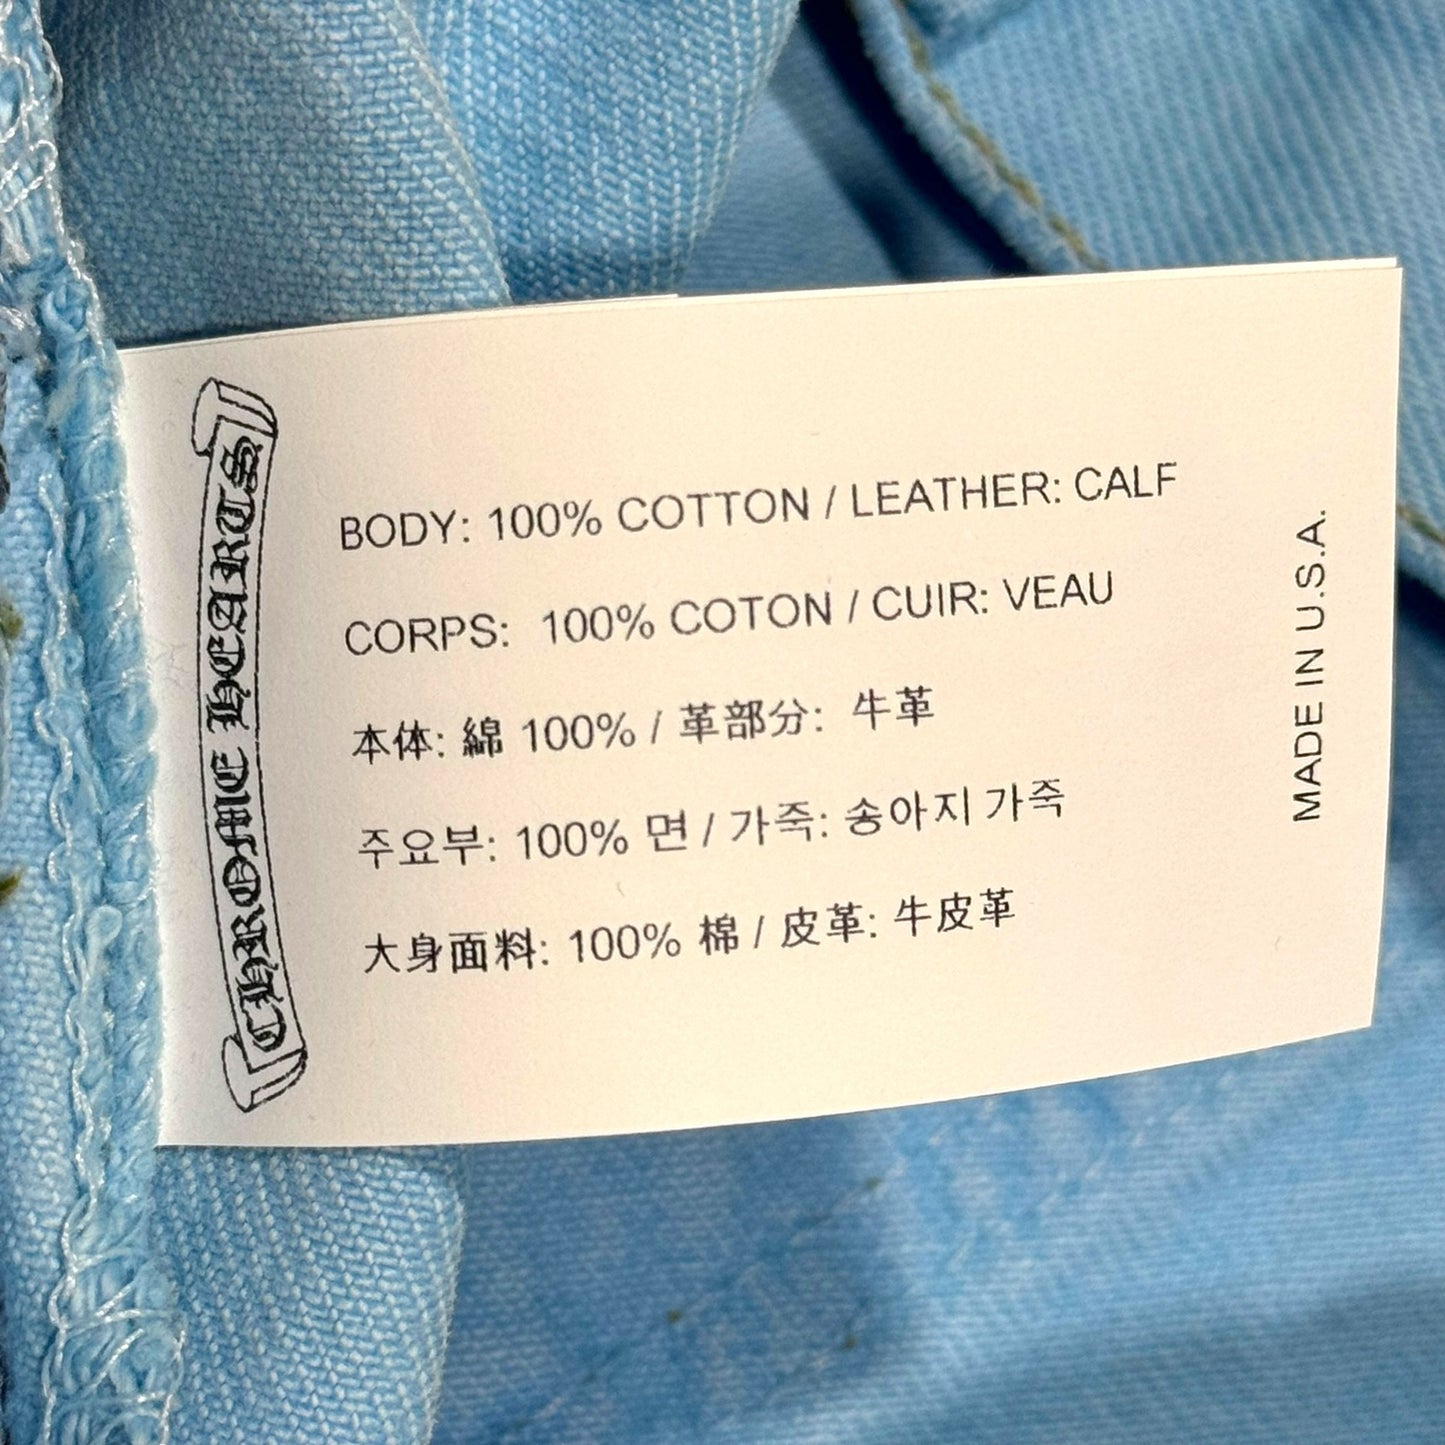 CHROME HEARTS
BODY: 100% COTTON / LEATHER: CALF
CORPS: 100% COTON / CUIR: VEAU
本体: 綿 100% / 革部分: 牛革
주요부: 100% 면 / 가죽: 송아지 가죽
大身面料: 100% 棉 / 皮革: 牛皮革
MADE IN U.S.A.